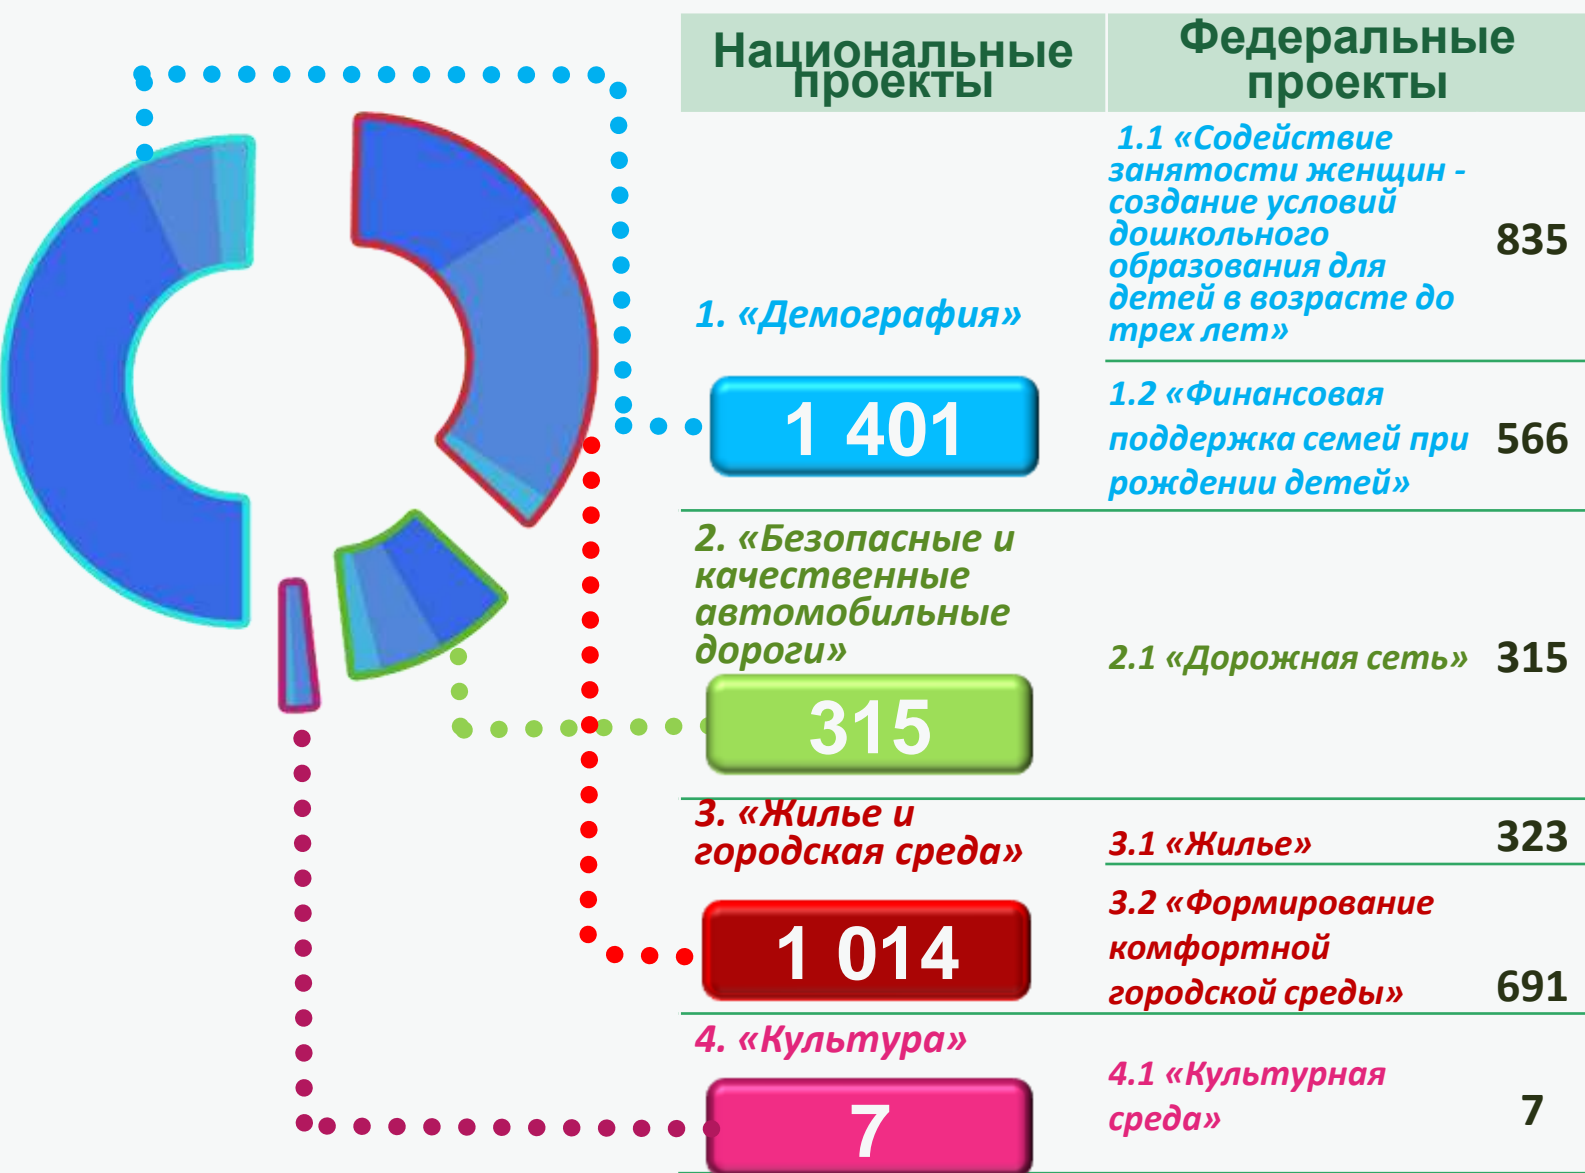 Национальные
проекты
Федеральные
проекты
1. «Демография»
1 401
1.1 «Содействие
занятости женщин -
создание условий
дошкольного
образования для
детей в возрасте до
трех лет»
835
1.2 «Финансовая
поддержка семей при
рождении детей»
566
2. «Безопасные и
качественные
автомобильные
дороги»
315
2.1 «Дорожная сеть»
315
3. «Жилье и
городская среда»
1 014
3.1 «Жилье»
323
3.2 «Формирование
комфортной
городской среды»
691
4. «Культура»
7
4.1 «Культурная
среда»
7